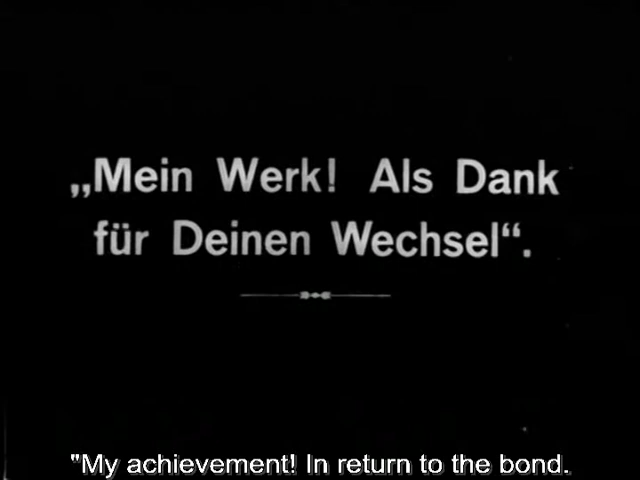 „Mein Werk! Als Dank
für Deinen Wechsel“.
"My achievement! In return to the bond.